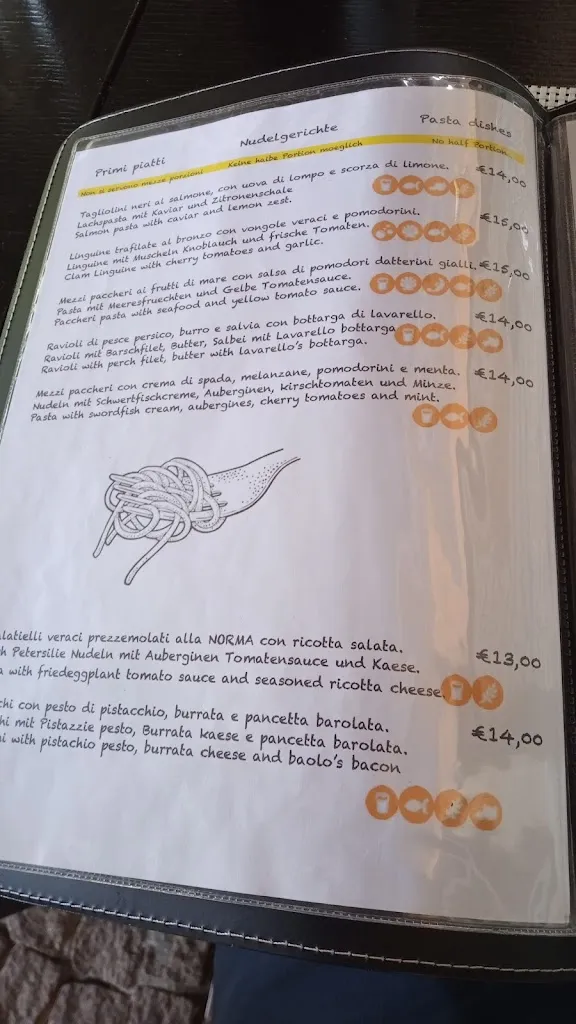 Primi piatti Nudelgerichte Pasta dishes
Non si servono mezze porzioni Keine halbe Portion moeglich No half Portion.
Tagliolini neri al salmone, con uova di lompo e scorza di limone. €14,00
Lachspasta mit Kaviar und Zitronenschale
Salmon pasta with caviar and lemon zest.
Linguine trafilate al bronzo con vongole veraci e pomodorini. €15,00
Linguine mit Muscheln Knoblauch und frische Tomaten.
Clam Linguine with cherry tomatoes and garlic.
Mezzi paccheri ai frutti di mare con salsa di pomodori datterini gialli. €15,00
Pasta mit Meeresfruechten und Gelbe Tomatensauce.
Paccheri pasta with seafood and yellow tomato sauce.
Ravioli di pesce persico, burro e salvia con bottarga di lavarello. €14,00
Ravioli mit Barschfilet, Butter, Salbei mit Lavarello bottarga
Ravioli with perch filet, butter with lavarello's bottarga.
Mezzi paccheri con crema di spada, melanzane, pomodorini e menta. €14,00
Nudeln mit Schwertfischcreme, Auberginen, kirschtomaten und Minze.
Pasta with swordfish cream, aubergines, cherry tomatoes and mint.
latielli veraci prezzemolati alla NORMA con ricotta salata. €13,00
h Petersilie Nudeln mit Auberginen Tomatensauce und Kaese.
a with friedeggplant tomato sauce and seasoned ricotta cheese.
chi con pesto di pistacchio, burrata e pancetta barolata. €14,00
hi mit Pistazzie pesto, Burrata kaese e pancetta barolata.
i with pistachio pesto, burrata cheese and baolo's bacon